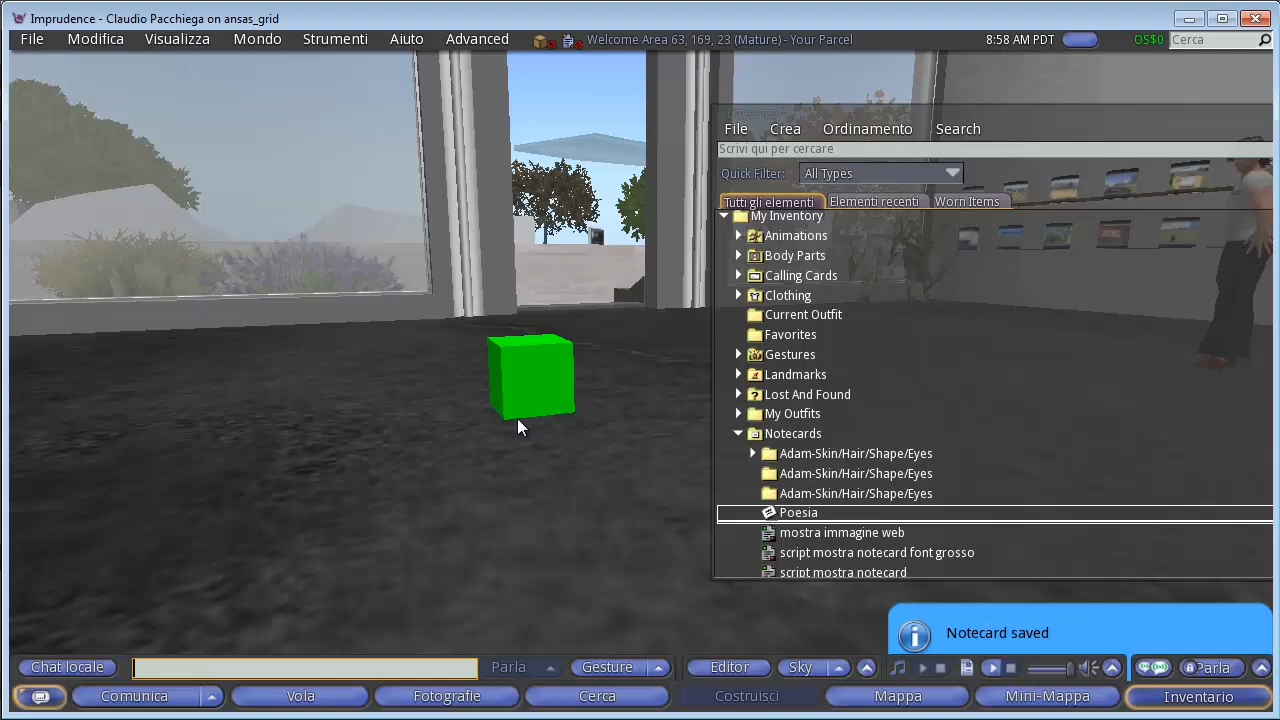 Imprudence - Claudio Pacchiega on ansas_grid
File Modifica Visualizza Mondo Strumenti Aiuto Advanced Welcome Area 63, 169, 23 (Mature) - Your Parcel 8:58 AM PDT OS$0 Cerca
File Crea Ordinamento Search
Scrivi qui per cercare
Quick Filter: All Types
Tutti gli elementi Elementi recenti Worn Items
My Inventory
Animations
Body Parts
Calling Cards
Clothing
Current Outfit
Favorites
Gestures
Landmarks
Lost And Found
My Outfits
Notecards
Adam-Skin/Hair/Shape/Eyes
Adam-Skin/Hair/Shape/Eyes
Adam-Skin/Hair/Shape/Eyes
Poesia
mostra immagine web
script mostra notecard font grosso
script mostra notecard
Notecard saved
Chat locale Parla Gesture Editor Sky Parla
Comunica Vola Fotografie Cerca Costruisci Mappa Mini-Mappa Inventario